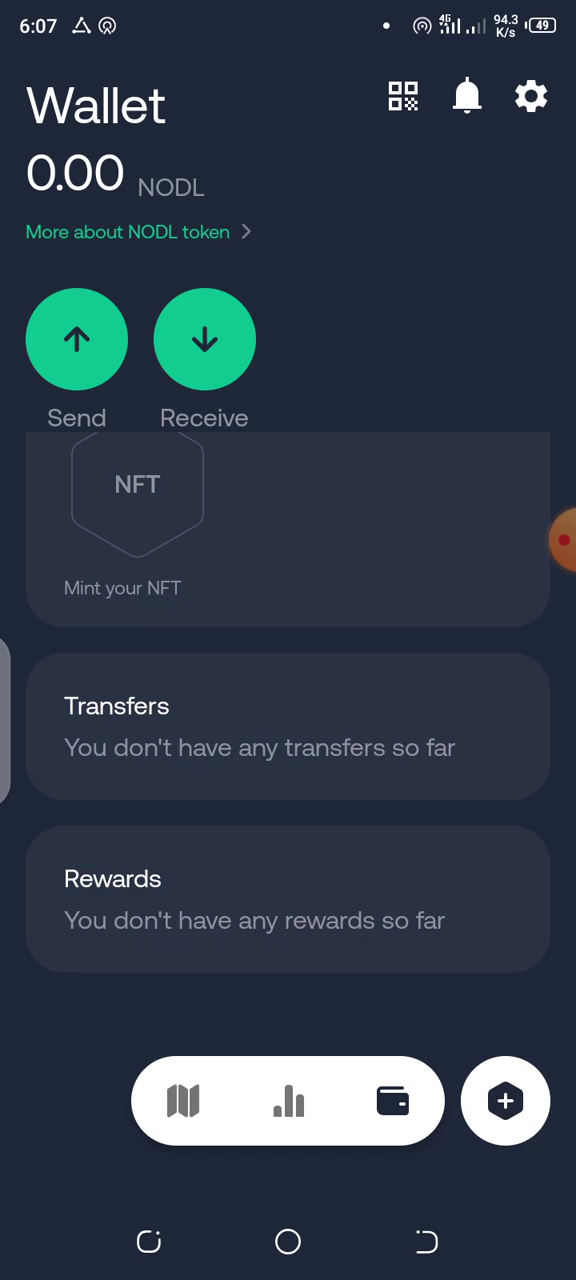 6:07
4G
94.3
K/s
49
Wallet
0.00 NODL
More about NODL token
Send
Receive
NFT
Mint your NFT
Transfers
You don't have any transfers so far
Rewards
You don't have any rewards so far